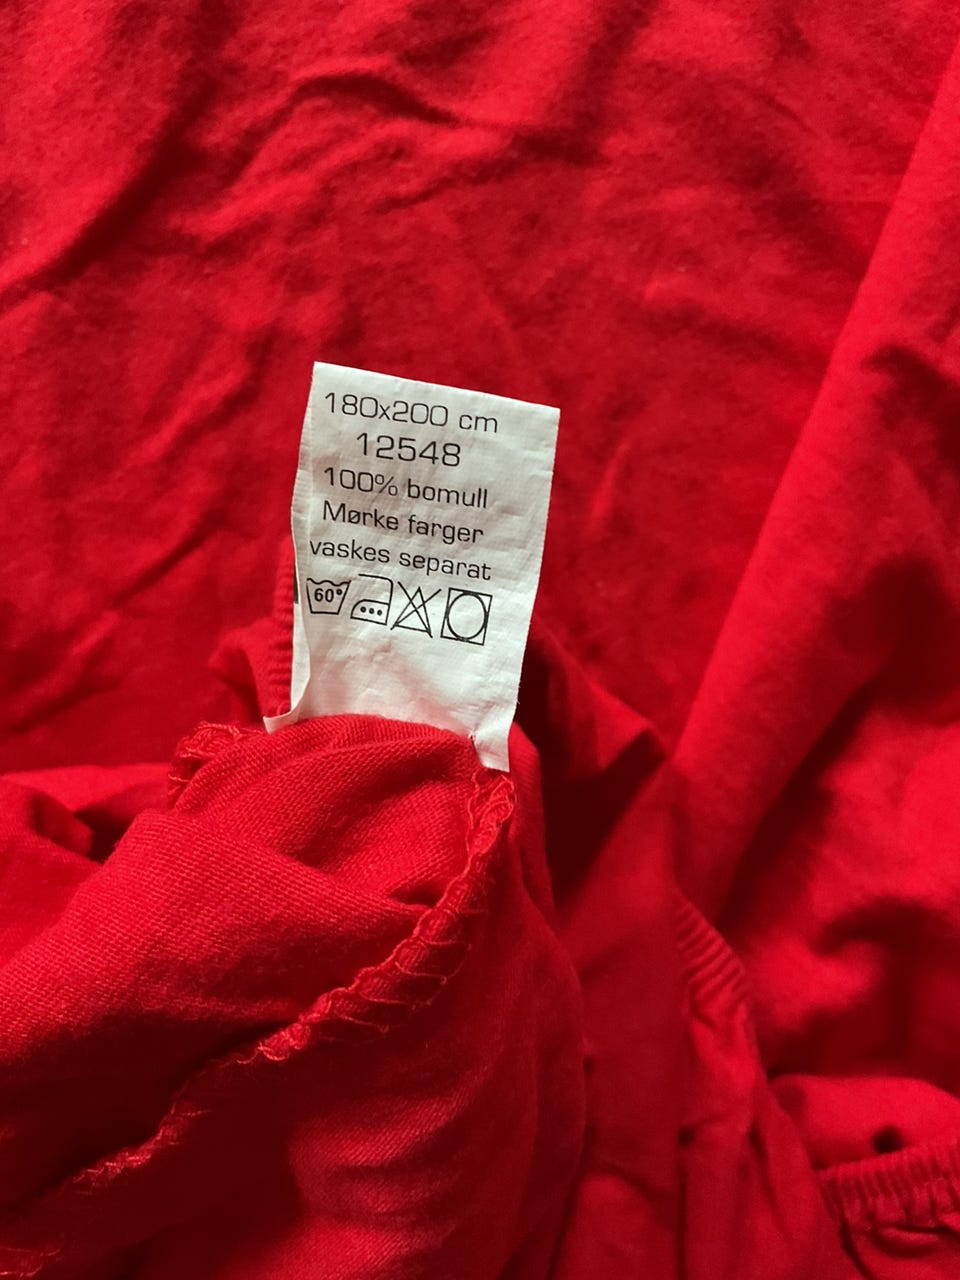 180x200 cm
12548
100% bomull
Mørke farger
vaskes separat
60°